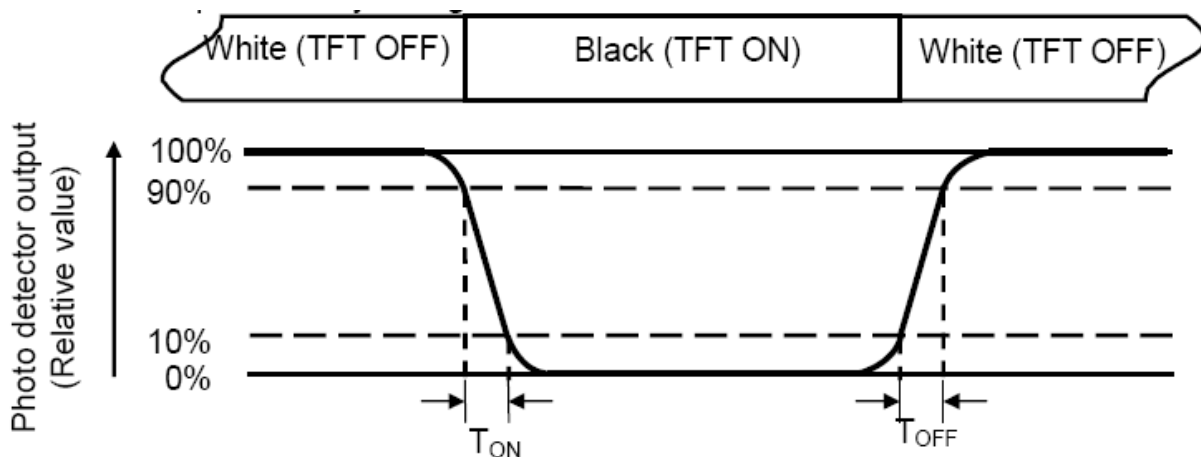 White (TFT OFF) Black (TFT ON) White (TFT OFF)
Photo detector output
(Relative value)
100%
90%
10%
0%
TON TOFF